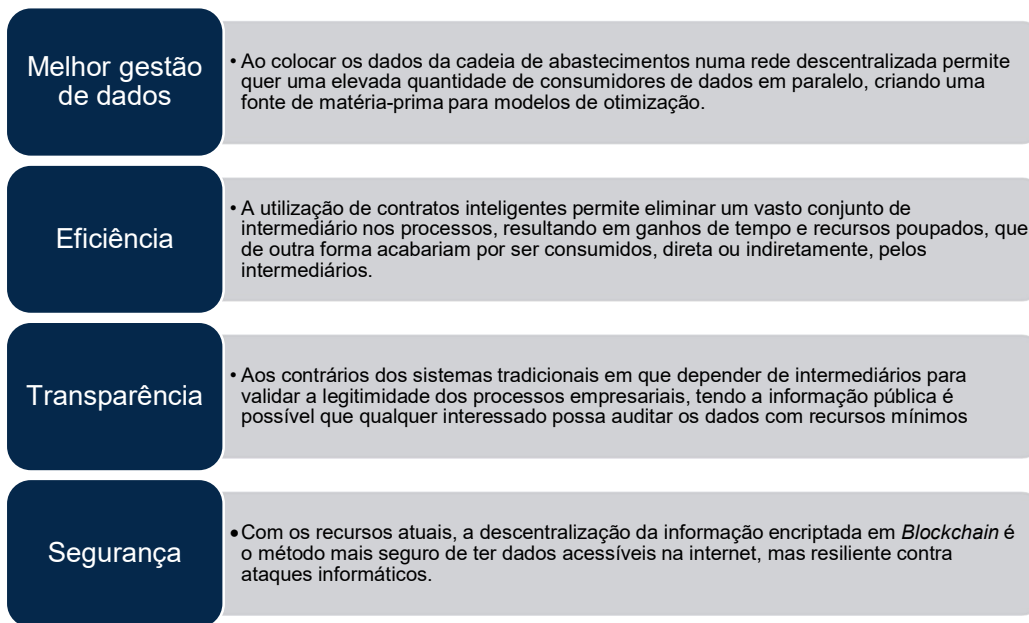 Melhor gestão
de dados
• Ao colocar os dados da cadeia de abastecimentos numa rede descentralizada permite
quer uma elevada quantidade de consumidores de dados em paralelo, criando uma
fonte de matéria-prima para modelos de otimização.
Eficiência
• A utilização de contratos inteligentes permite eliminar um vasto conjunto de
intermediário nos processos, resultando em ganhos de tempo e recursos poupados, que
de outra forma acabariam por ser consumidos, direta ou indiretamente, pelos
intermediários.
Transparência
• Aos contrários dos sistemas tradicionais em que depender de intermediários para
validar a legitimidade dos processos empresariais, tendo a informação pública é
possível que qualquer interessado possa auditar os dados com recursos mínimos
Segurança
•Com os recursos atuais, a descentralização da informação encriptada em Blockchain é
o método mais seguro de ter dados acessíveis na internet, mas resiliente contra
ataques informáticos.